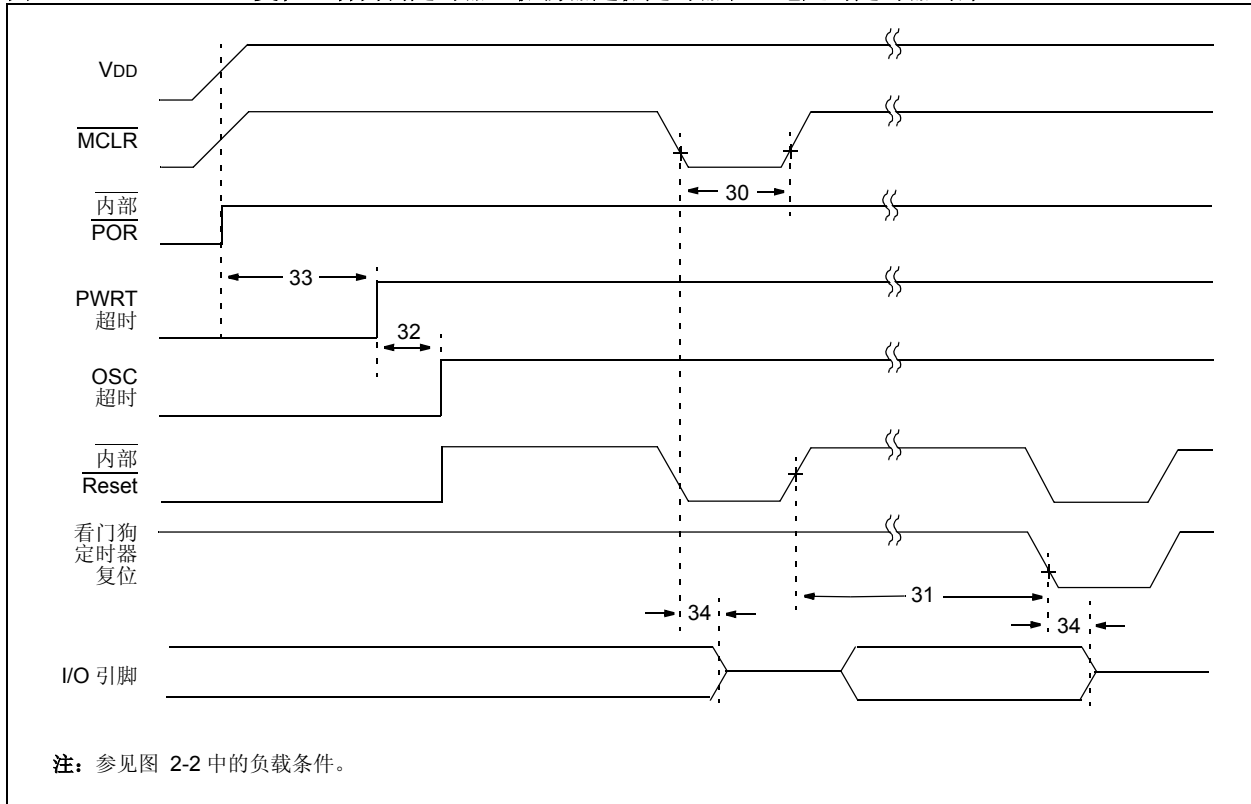 VDD
MCLR
内部
POR
PWRT
超时
OSC
超时
内部
Reset
看门狗
定时器
复位
I/O 引脚
30
33
32
31
34
34
注：参见图 2-2 中的负载条件。